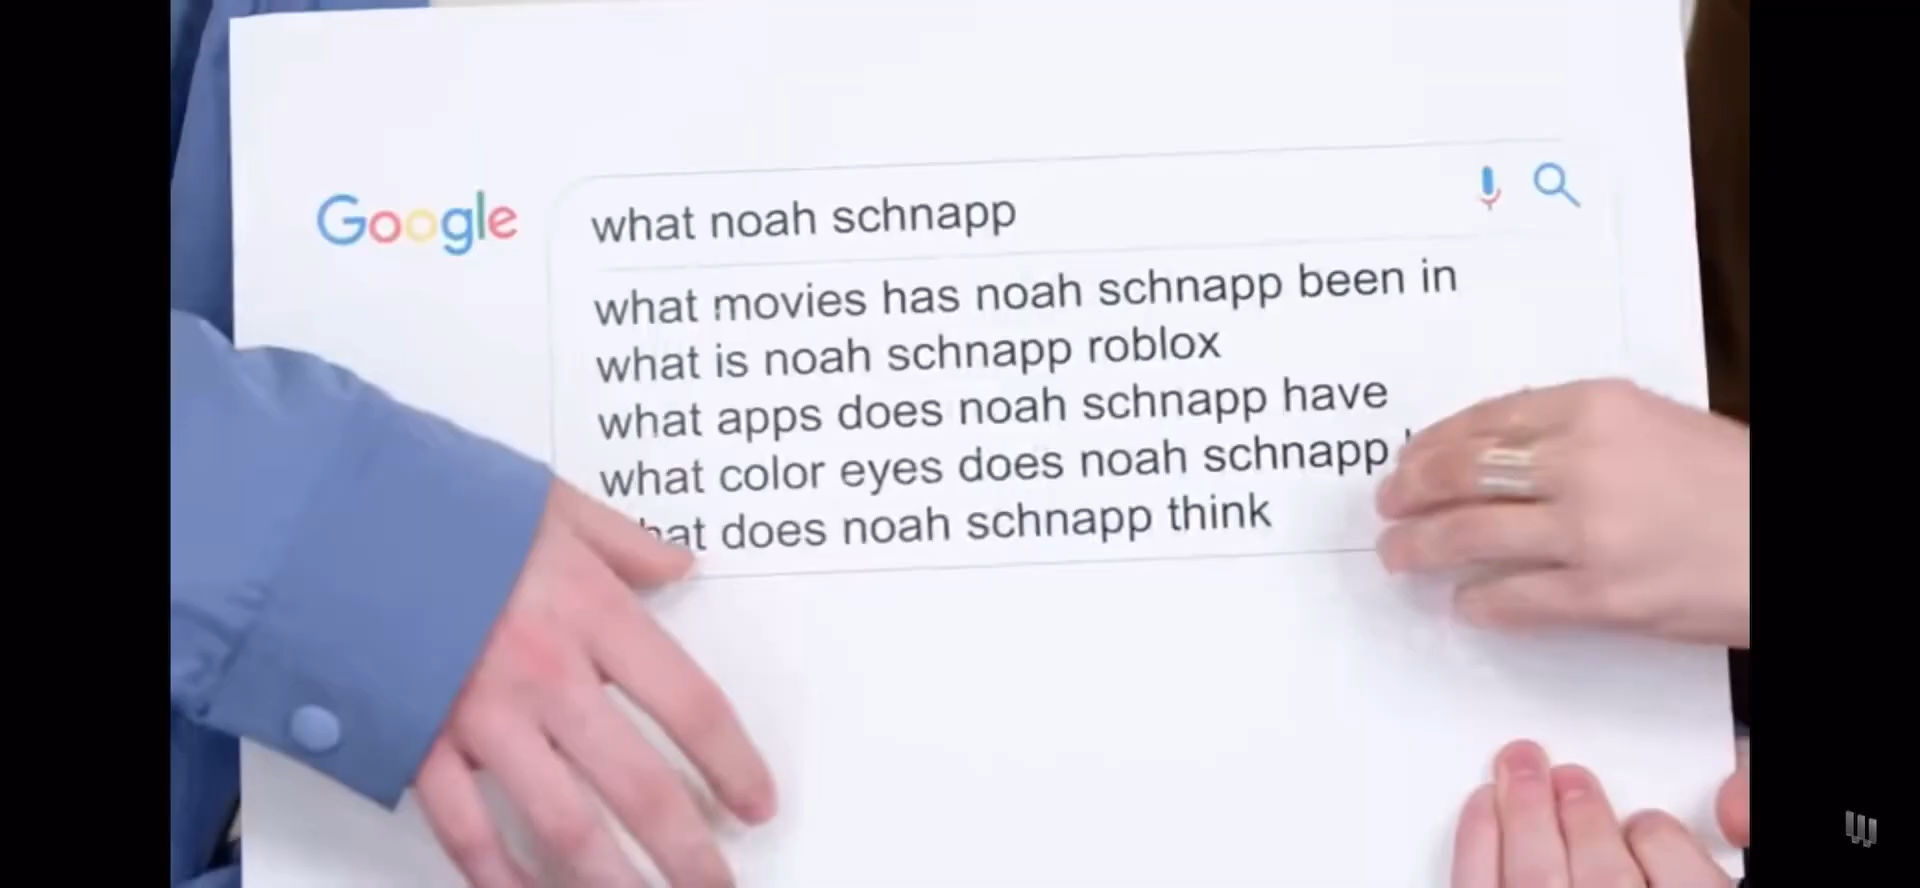 Google
what noah schnapp
what movies has noah schnapp been in
what is noah schnapp roblox
what apps does noah schnapp have
what color eyes does noah schnapp
does noah schnapp think